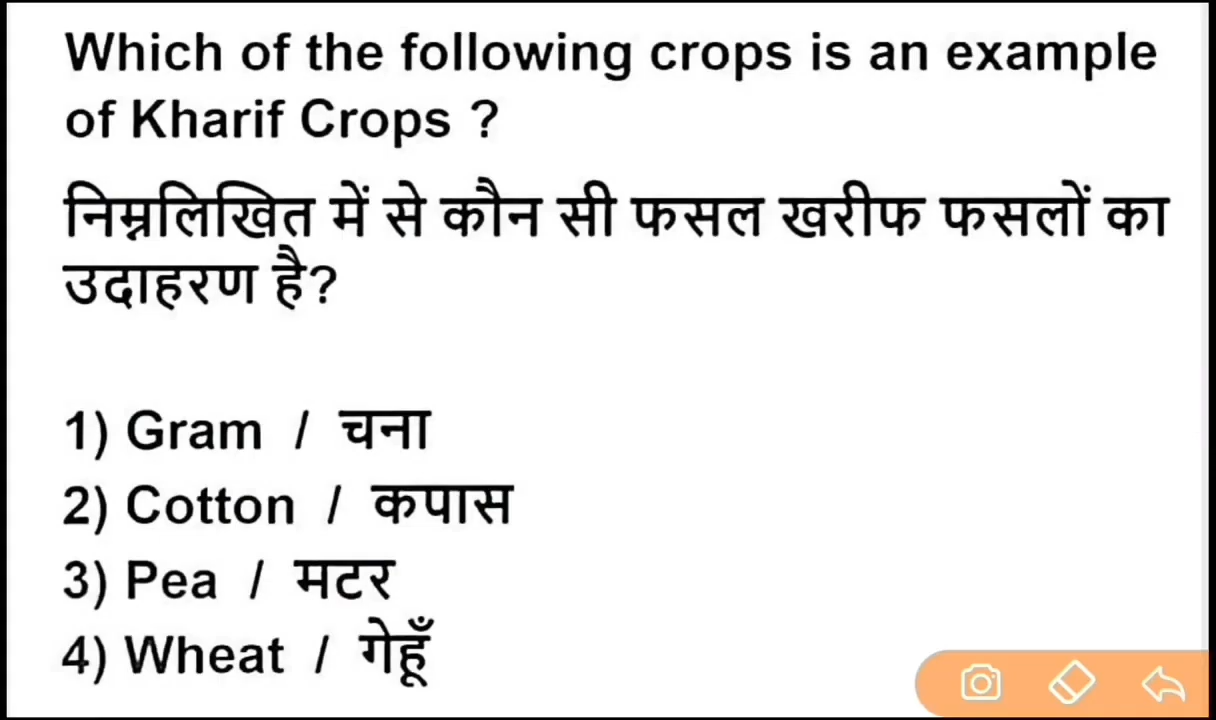 Which of the following crops is an example
of Kharif Crops ?
निम्नलिखित में से कौन सी फसल खरीफ फसलों का
उदाहरण है?
1) Gram / चना
2) Cotton / कपास
3) Pea / मटर
4) Wheat / गेहूँ